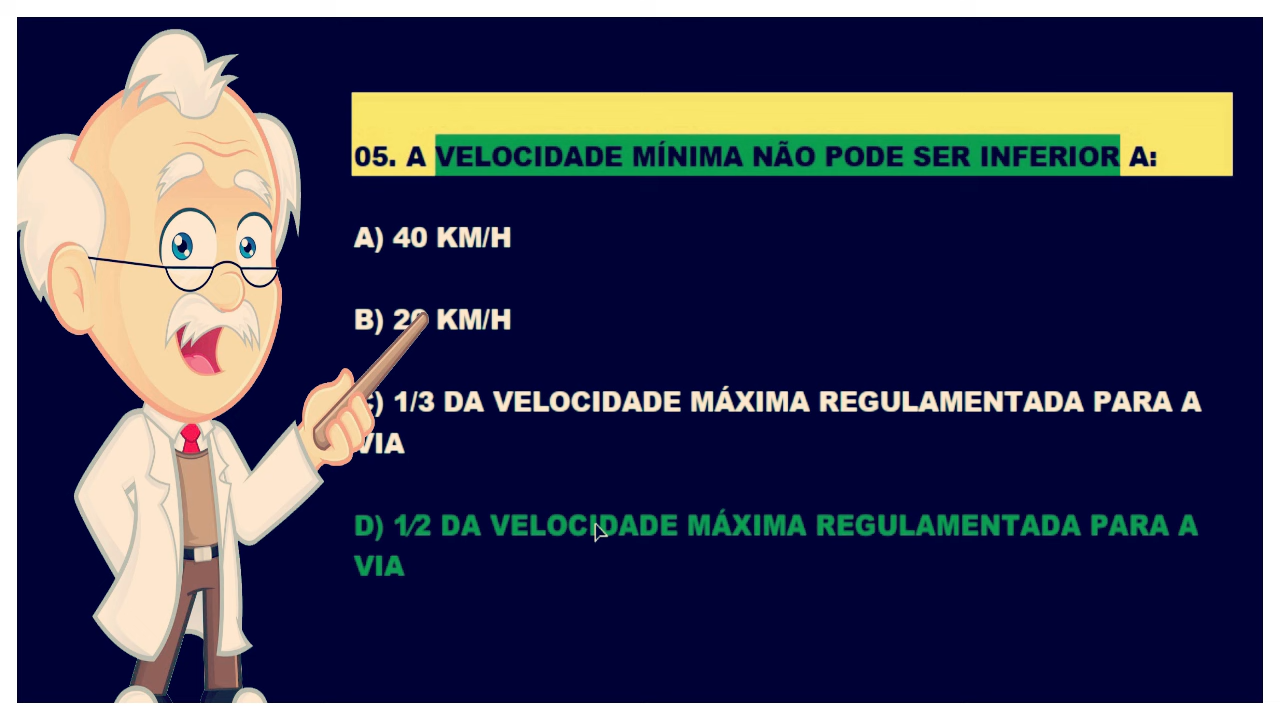 05. A VELOCIDADE MÍNIMA NÃO PODE SER INFERIOR A:
A) 40 KM/H
B) 20 KM/H
C) 1/3 DA VELOCIDADE MÁXIMA REGULAMENTADA PARA A
VIA
D) 1/2 DA VELOCIDADE MÁXIMA REGULAMENTADA PARA A
VIA